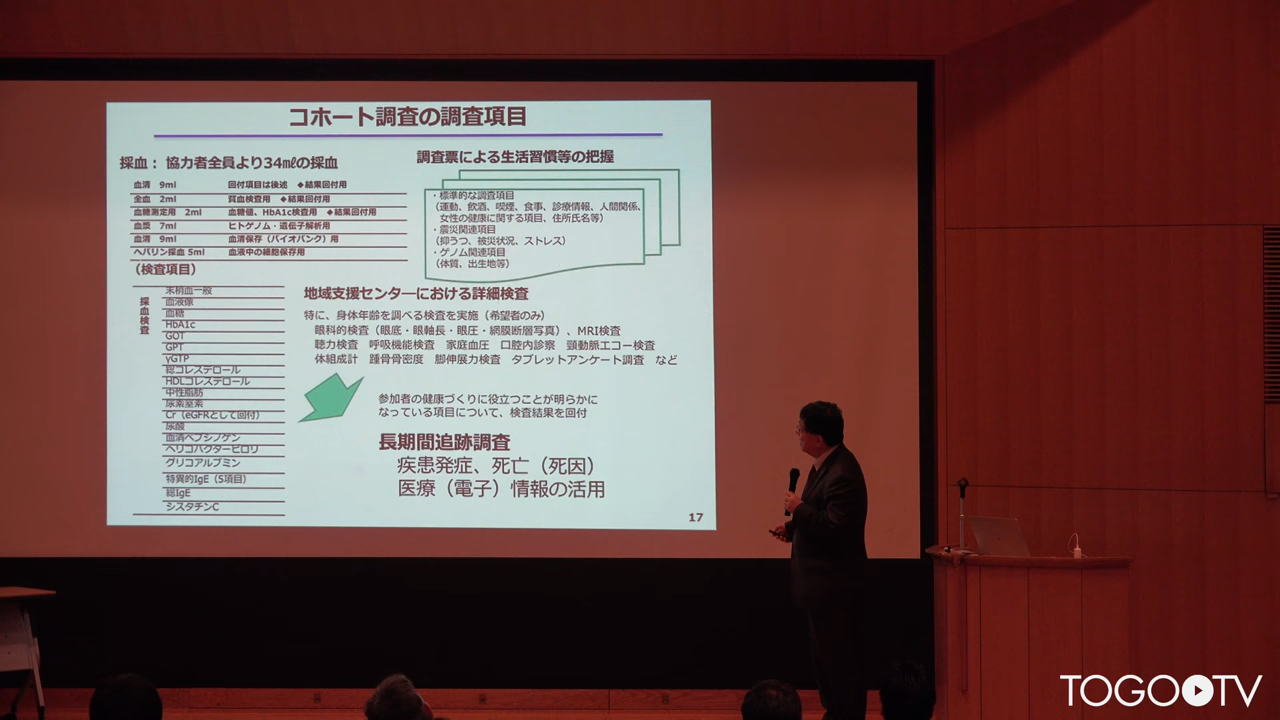 コホート調査の調査項目
採血： 協力者全員より34㎖の採血
血清 9ml 回付項目は後述 ◆結果回付用
全血 2ml 貧血検査用 ◆結果回付用
血糖測定用 2ml 血糖値、HbA1c検査用 ◆結果回付用
血漿 7ml ヒトゲノム・遺伝子解析用
血清 9ml 血清保存（バイオバンク）用
ヘパリン採血 5ml 血液中の細胞保存用
（検査項目）
採血検査
末梢血一般
血液像
血糖
HbA1c
GOT
GPT
γGTP
総コレステロール
HDLコレステロール
中性脂肪
尿素窒素
Cr（eGFRとして回付）
尿酸
血清ペプシノゲン
ヘリコバクターピロリ
グリコアルブミン
特異的IgE（5項目）
総IgE
シスタチンC
調査票による生活習慣等の把握
・標準的な調査項目
（運動、飲酒、喫煙、食事、診療情報、人間関係、
女性の健康に関する項目、住所氏名等）
・震災関連項目
（抑うつ、被災状況、ストレス）
・ゲノム関連項目
（体質、出生地等）
地域支援センターにおける詳細検査
特に、身体年齢を調べる検査を実施（希望者のみ）
眼科的検査（眼底・眼軸長・眼圧・網膜断層写真）、MRI検査
聴力検査 呼吸機能検査 家庭血圧 口腔内診察 頸動脈エコー検査
体組成計 踵骨骨密度 脚伸展力検査 タブレットアンケート調査 など
参加者の健康づくりに役立つことが明らかに
なっている項目について、検査結果を回付
長期間追跡調査
疾患発症、死亡（死因）
医療（電子）情報の活用
17
TOGO TV